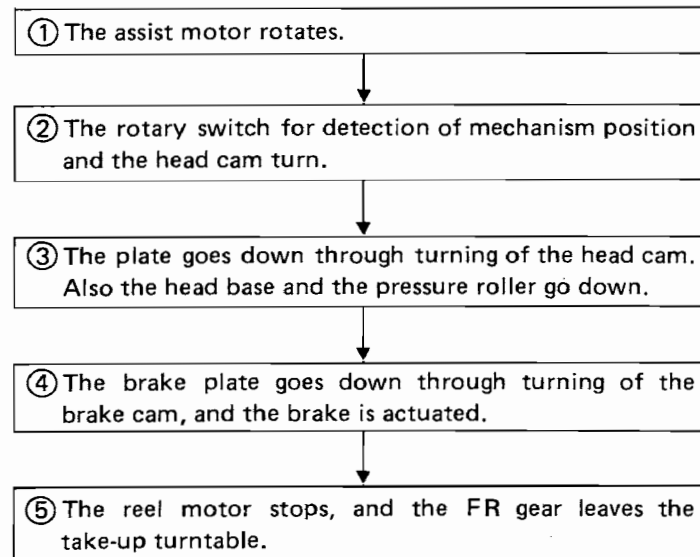 ① The assist motor rotates.
② The rotary switch for detection of mechanism position
and the head cam turn.
③ The plate goes down through turning of the head cam.
Also the head base and the pressure roller go down.
④ The brake plate goes down through turning of the
brake cam, and the brake is actuated.
⑤ The reel motor stops, and the FR gear leaves the
take-up turntable.